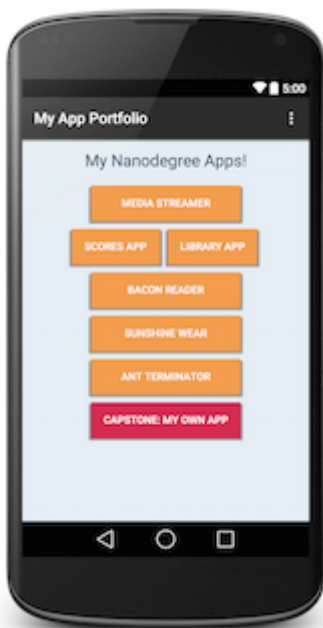 5:00
My App Portfolio
My Nanodegree Apps!
MEDIA STREAMER
SCORES APP LIBRARY APP
BACON READER
SUNSHINE WEAR
ANT TERMINATOR
CAPSTONE: MY OWN APP